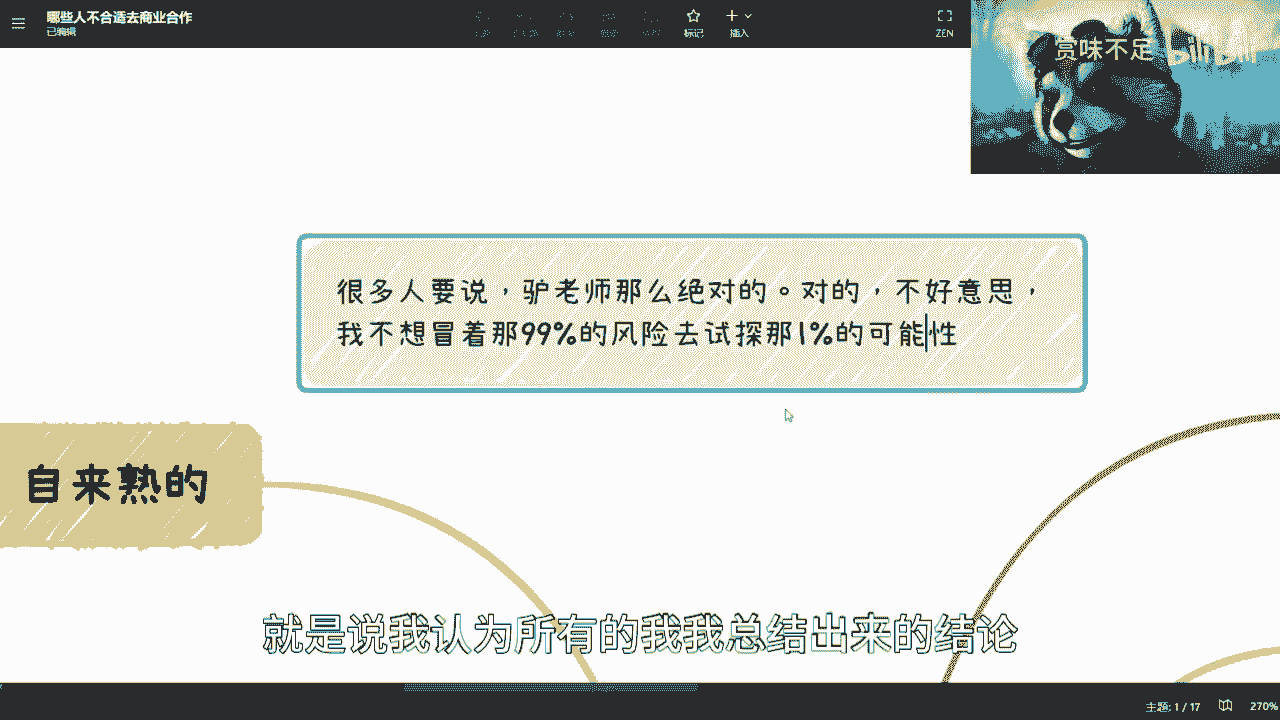 哪些人不合适去商业合作
已编辑
标记
插入
ZEN
赏味不足 bilibili
很多人要说，驴老师那么绝对的。对的，不好意思，
我不想冒着那99%的风险去试探那1%的可能性
自来熟的
就是说我认为所有的我我总结出来的结论
主题: 1 / 17
270%